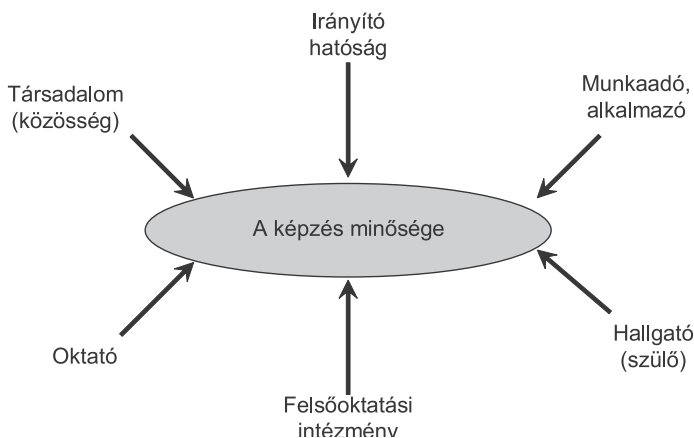 Irányító
hatóság
Társadalom
(közösség)
Munkaadó,
alkalmazó
A képzés minősége
Oktató
Hallgató
(szülő)
Felsőoktatási
intézmény